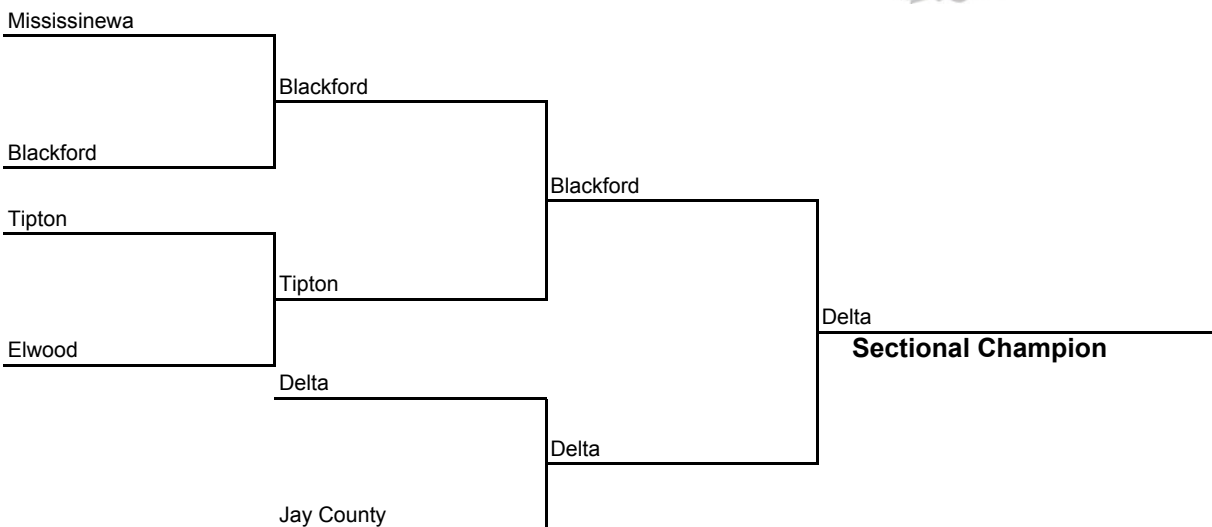 Mississinewa
Blackford
Blackford
Blackford
Tipton
Tipton
Delta
Elwood
Sectional Champion
Delta
Delta
Jay County